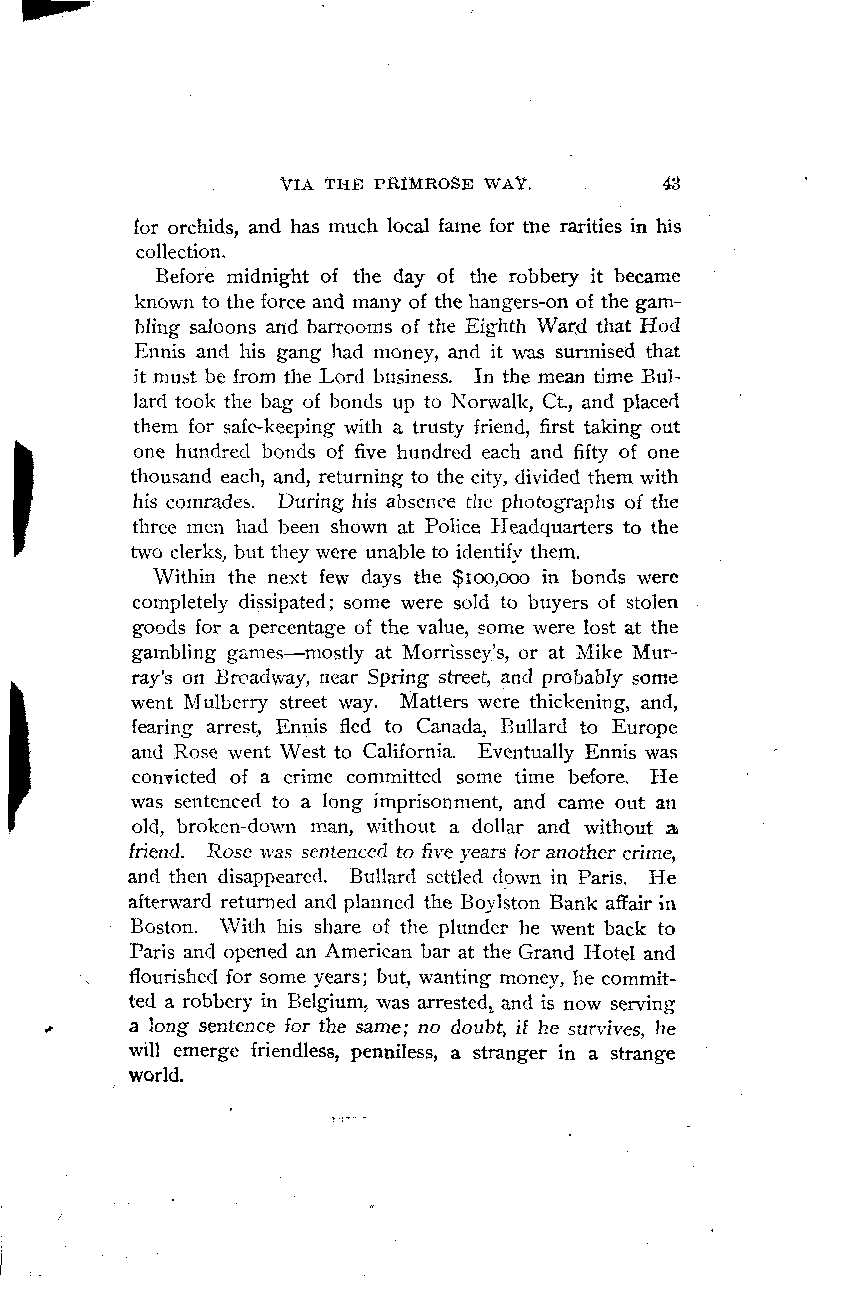 VIA THE PRIMROSE WAY. 43
for orchids, and has much local fame for the rarities in his
collection.
Before midnight of the day of the robbery it became
known to the force and many of the hangers-on of the gam-
bling saloons and barrooms of the Eighth Ward that Hod
Ennis and his gang had money, and it was surmised that
it must be from the Lord business. In the mean time Bul-
lard took the bag of bonds up to Norwalk, Ct., and placed
them for safe-keeping with a trusty friend, first taking out
one hundred bonds of five hundred each and fifty of one
thousand each, and, returning to the city, divided them with
his comrades. During his absence the photographs of the
three men had been shown at Police Headquarters to the
two clerks, but they were unable to identify them.
Within the next few days the $100,000 in bonds were
completely dissipated; some were sold to buyers of stolen
goods for a percentage of the value, some were lost at the
gambling games—mostly at Morrissey's, or at Mike Mur-
ray's on Broadway, near Spring street, and probably some
went Mulberry street way. Matters were thickening, and,
fearing arrest, Ennis fled to Canada, Bullard to Europe
and Rose went West to California. Eventually Ennis was
convicted of a crime committed some time before. He
was sentenced to a long imprisonment, and came out an
old, broken-down man, without a dollar and without a
friend. Rose was sentenced to five years for another crime,
and then disappeared. Bullard settled down in Paris. He
afterward returned and planned the Boylston Bank affair in
Boston. With his share of the plunder he went back to
Paris and opened an American bar at the Grand Hotel and
flourished for some years; but, wanting money, he commit-
ted a robbery in Belgium, was arrested, and is now serving
a long sentence for the same; no doubt, if he survives, he
will emerge friendless, penniless, a stranger in a strange
world.